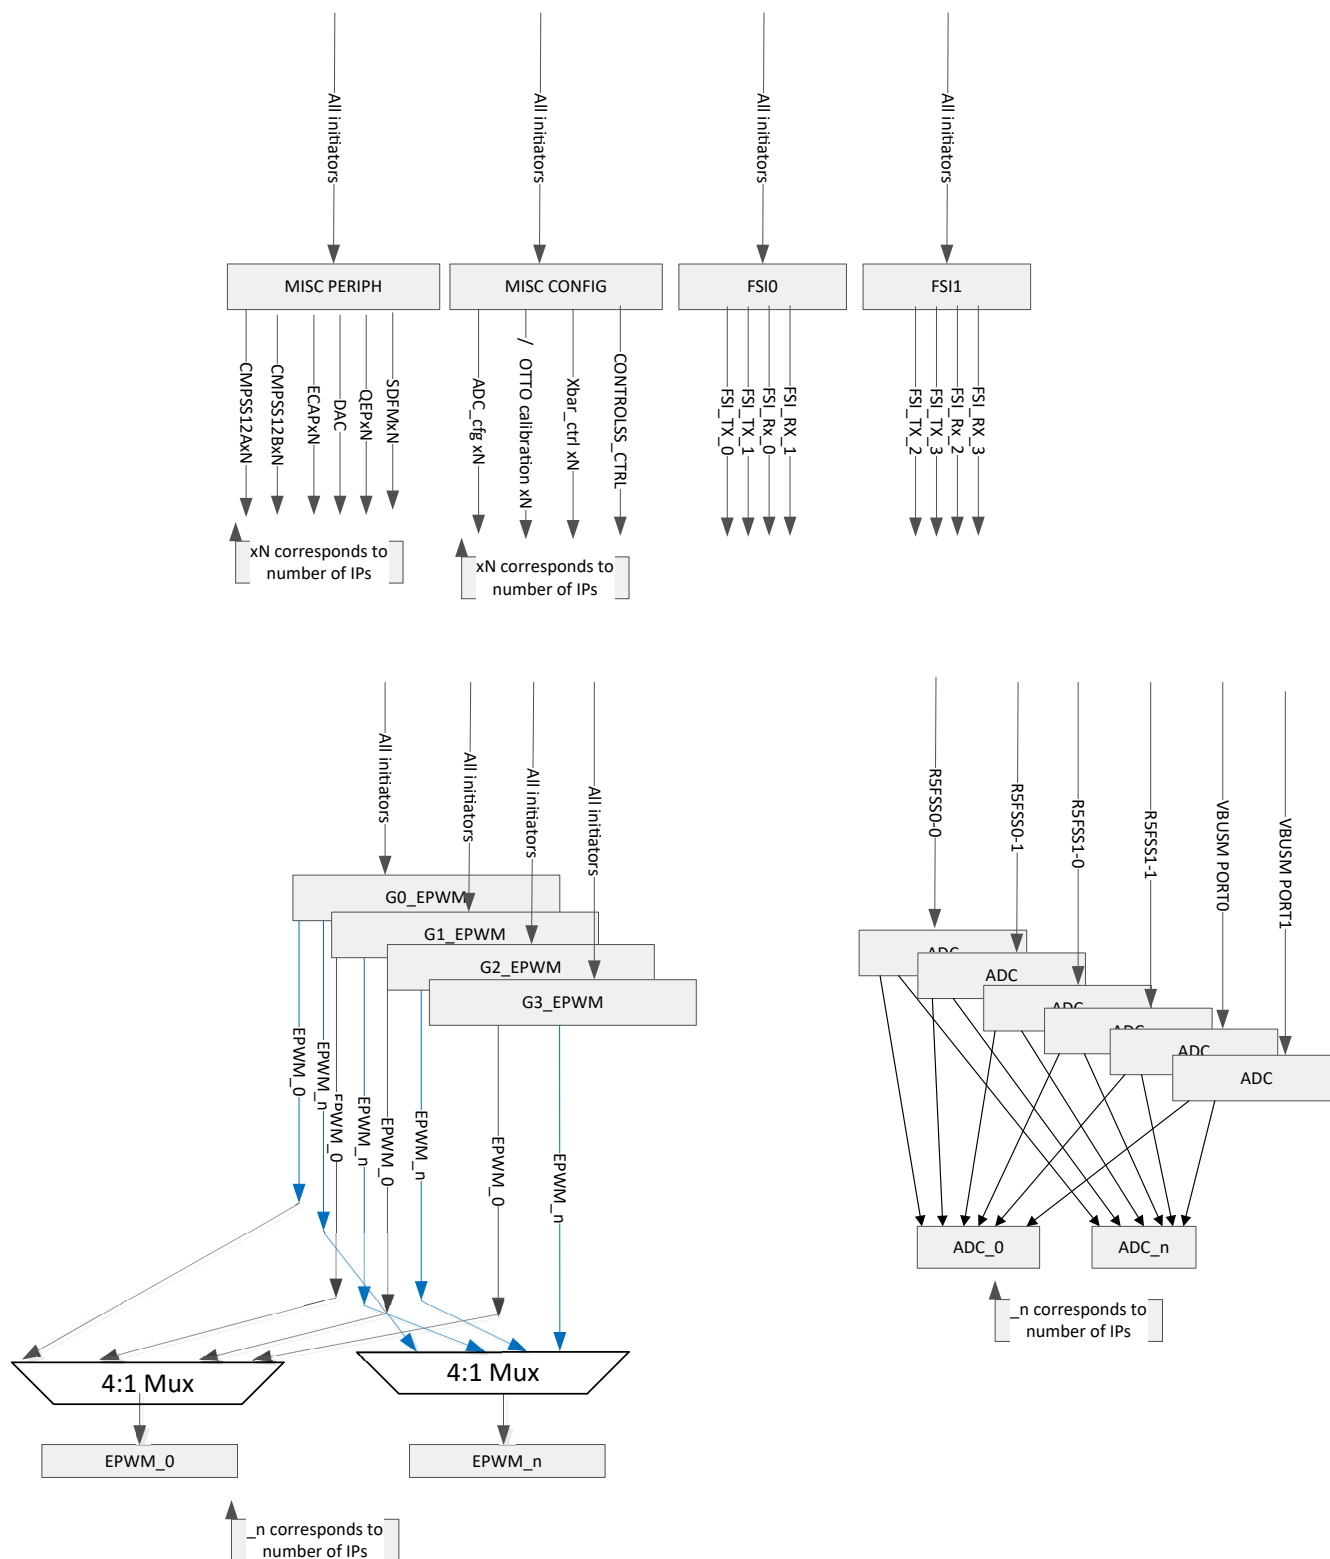 All initiators
All initiators
All initiators
All initiators
MISC PERIPH
MISC CONFIG
FSI0
FSI1
CMPSS12AxN
CMPSS12BxN
ECAPxN
DAC
QEPxN
SDFMxN
ADC_cfg xN
/ OTTO calibration xN
Xbar_ctrl xN
CONTROLSS_CTRL
FSI_TX_0
FSI_TX_1
FSI_Rx_0
FSI_RX_1
FSI_TX_2
FSI_TX_3
FSI_Rx_2
FSI_RX_3
xN corresponds to
number of IPs
xN corresponds to
number of IPs
All initiators
All initiators
All initiators
All initiators
G0_EPWM
G1_EPWM
G2_EPWM
G3_EPWM
EPWM_0
EPWM_n
EPWM_0
EPWM_n
EPWM_0
EPWM_n
EPWM_0
EPWM_n
4:1 Mux
4:1 Mux
EPWM_0
EPWM_n
_n corresponds to
number of IPs
R5FSS0-0
R5FSS0-1
R5FSS1-0
R5FSS1-1
VBUSM PORT0
VBUSM PORT1
ADC
ADC
ADC
ADC
ADC
ADC
ADC_0
ADC_n
_n corresponds to
number of IPs